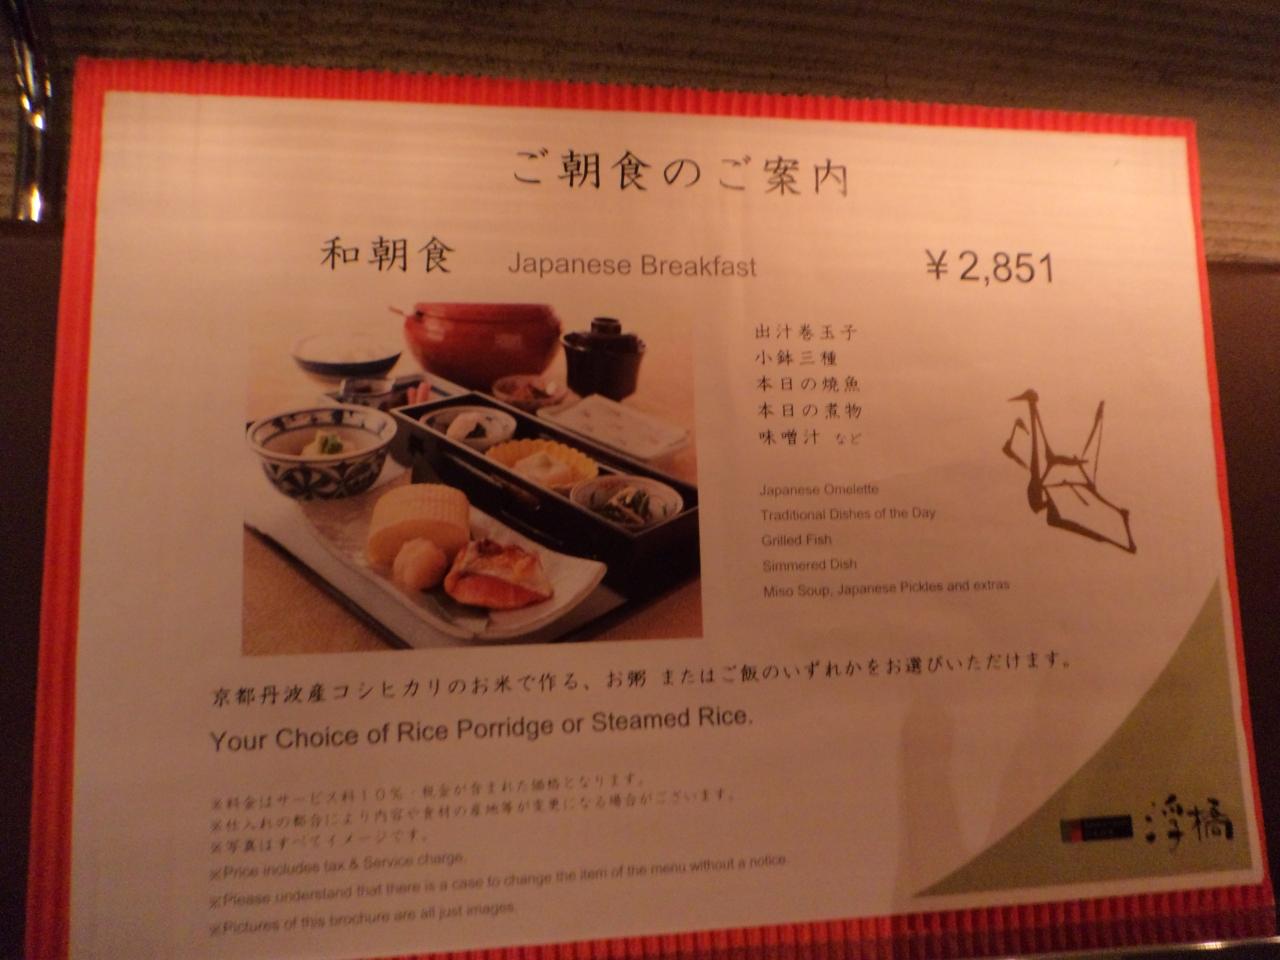 ご朝食のご案内
和朝食 Japanese Breakfast ￥2,851
出汁巻玉子
小鉢三種
本日の焼魚
本日の煮物
味噌汁 など
Japanese Omelette
Traditional Dishes of the Day
Grilled Fish
Simmered Dish
Miso Soup, Japanese Pickles and extras
京都丹波産コシヒカリのお米で作る、お粥 またはご飯のいずれかをお選びいただけます。
Your Choice of Rice Porridge or Steamed Rice.
※料金はサービス料１０％・税金が含まれた価格となります。
※仕入れの都合により内容や食材の産地等が変更になる場合がございます。
※写真はすべてイメージです。
※Price includes tax & Service charge.
※Please understand that there is a case to change the item of the menu without a notice.
※Pictures of this brochure are all just images.
浮橋